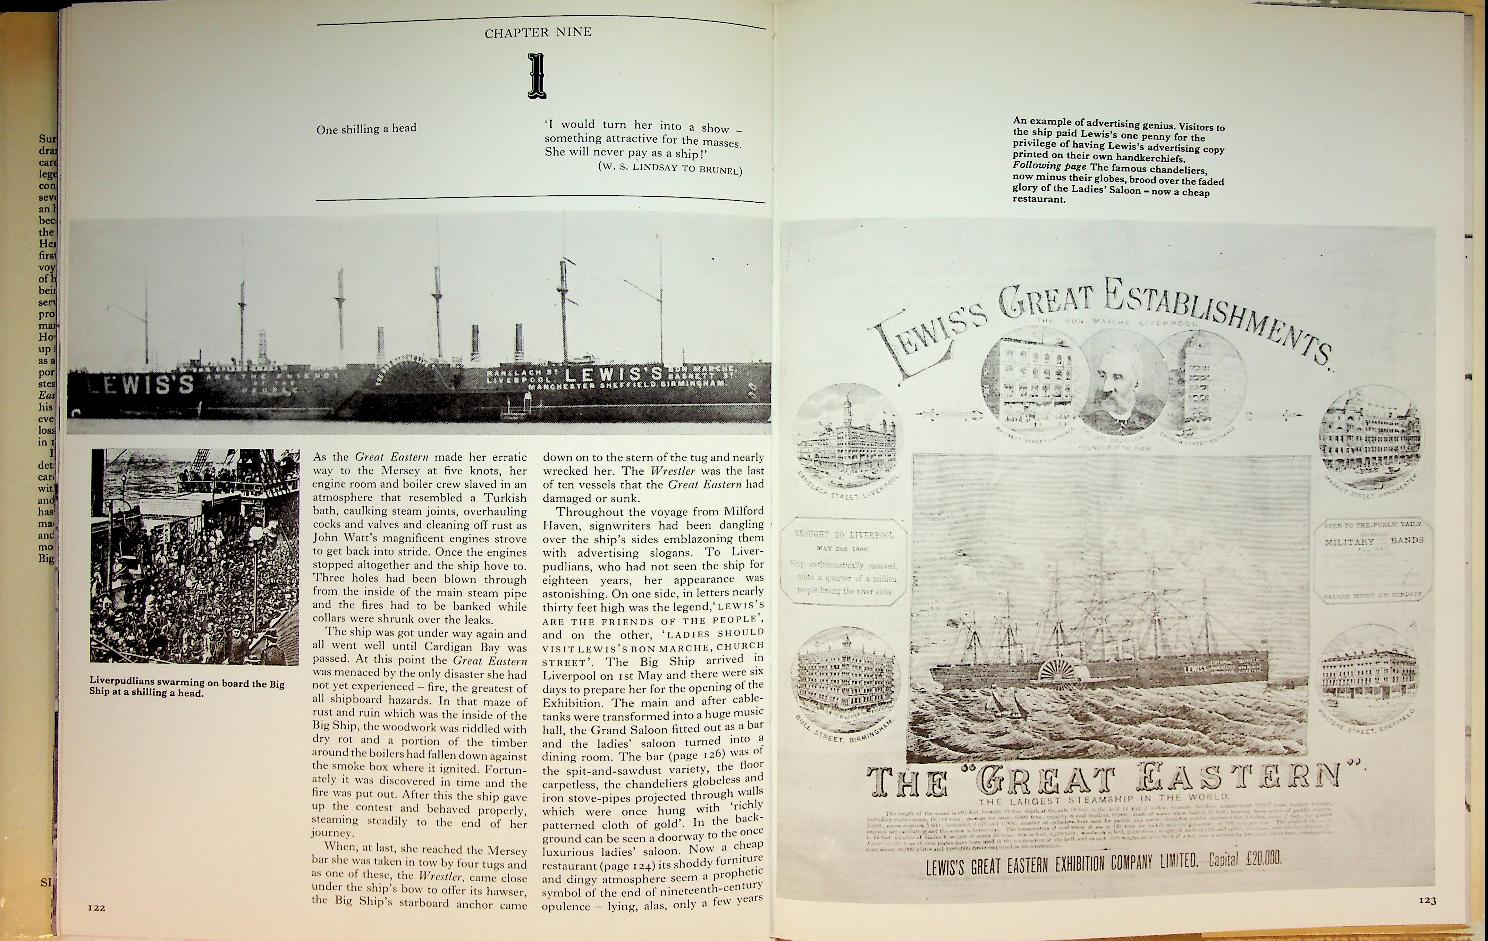 CHAPTER NINE
1
One shilling a head
'I would turn her into a show –
something attractive for the masses.
She will never pay as a ship!'
(W. S. LINDSAY TO BRUNEL)
LEWIS'S
RANELAGH ST
LIVERPOOL
LEWIS'S
BON MARCHE
MANCHESTER SHEFFIELD BIRMINGHAM.
Liverpudlians swarming on board the Big
Ship at a shilling a head.
As the Great Eastern made her erratic
way to the Mersey at five knots, her
engine room and boiler crew slaved in an
atmosphere that resembled a Turkish
bath, caulking steam joints, overhauling
cocks and valves and cleaning off rust as
John Watt's magnificent engines strove
to get back into stride. Once the engines
stopped altogether and the ship hove to.
Three holes had been blown through
from the inside of the main steam pipe
and the fires had to be banked while
collars were shrunk over the leaks.
The ship was got under way again and
all went well until Cardigan Bay was
passed. At this point the Great Eastern
was menaced by the only disaster she had
not yet experienced – fire, the greatest of
all shipboard hazards. In that maze of
rust and ruin which was the inside of the
Big Ship, the woodwork was riddled with
dry rot and a portion of the timber
around the boilers had fallen down against
the smoke box where it ignited. Fortun-
ately it was discovered in time and the
fire was put out. After this the ship gave
up the contest and behaved properly,
steaming steadily to the end of her
journey.
When, at last, she reached the Mersey
bar she was taken in tow by four tugs and
as one of these, the Wrestler, came close
under the ship's bow to offer its hawser,
the Big Ship's starboard anchor came
down on to the stern of the tug and nearly
wrecked her. The Wrestler was the last
of ten vessels that the Great Eastern had
damaged or sunk.
Throughout the voyage from Milford
Haven, signwriters had been dangling
over the ship's sides emblazoning them
with advertising slogans. To Liver-
pudlians, who had not seen the ship for
eighteen years, her appearance was
astonishing. On one side, in letters nearly
thirty feet high was the legend, 'LEWIS'S
ARE THE FRIENDS OF THE PEOPLE',
and on the other, 'LADIES SHOULD
VISIT LEWIS'S BON MARCHE, CHURCH
STREET'. The Big Ship arrived in
Liverpool on 1st May and there were six
days to prepare her for the opening of the
Exhibition. The main and after cable-
tanks were transformed into a huge music
hall, the Grand Saloon fitted out as a bar
and the ladies' saloon turned into a
dining room. The bar (page 126) was of
the spit-and-sawdust variety, the floor
carpetless, the chandeliers globeless and
iron stove-pipes projected through walls
which were once hung with 'richly
patterned cloth of gold'. In the back-
ground can be seen a doorway to the once
luxurious ladies' saloon. Now a cheap
restaurant (page 124) its shoddy furniture
and dingy atmosphere seem a prophetic
symbol of the end of nineteenth-century
opulence – lying, alas, only a few years
122
An example of advertising genius. Visitors to
the ship paid Lewis's one penny for the
privilege of having Lewis's advertising copy
printed on their own handkerchiefs.
Following page The famous chandeliers,
now minus their globes, brood over the faded
glory of the Ladies' Saloon – now a cheap
restaurant.
LEWIS'S GREAT ESTABLISHMENTS.
THE BON MARCHE LIVERPOOL
RANELAGH STREET, LIVERPOOL
MARKET STREET MANCHESTER
BROUGHT TO LIVERPOOL
MAY 2nd. 1886.
Ship enthusiastically received,
quite a quarter of a million
people lining the river sides
OPEN TO THE PUBLIC DAILY
MILITARY BANDS
SACRED MUSIC ON SUNDAYS
BULL STREET, BIRMINGHAM
THE "GREAT EASTERN".
THE LARGEST STEAMSHIP IN THE WORLD.
LEWIS'S GREAT EASTERN EXHIBITION COMPANY LIMITED. Capital £20,000.
123